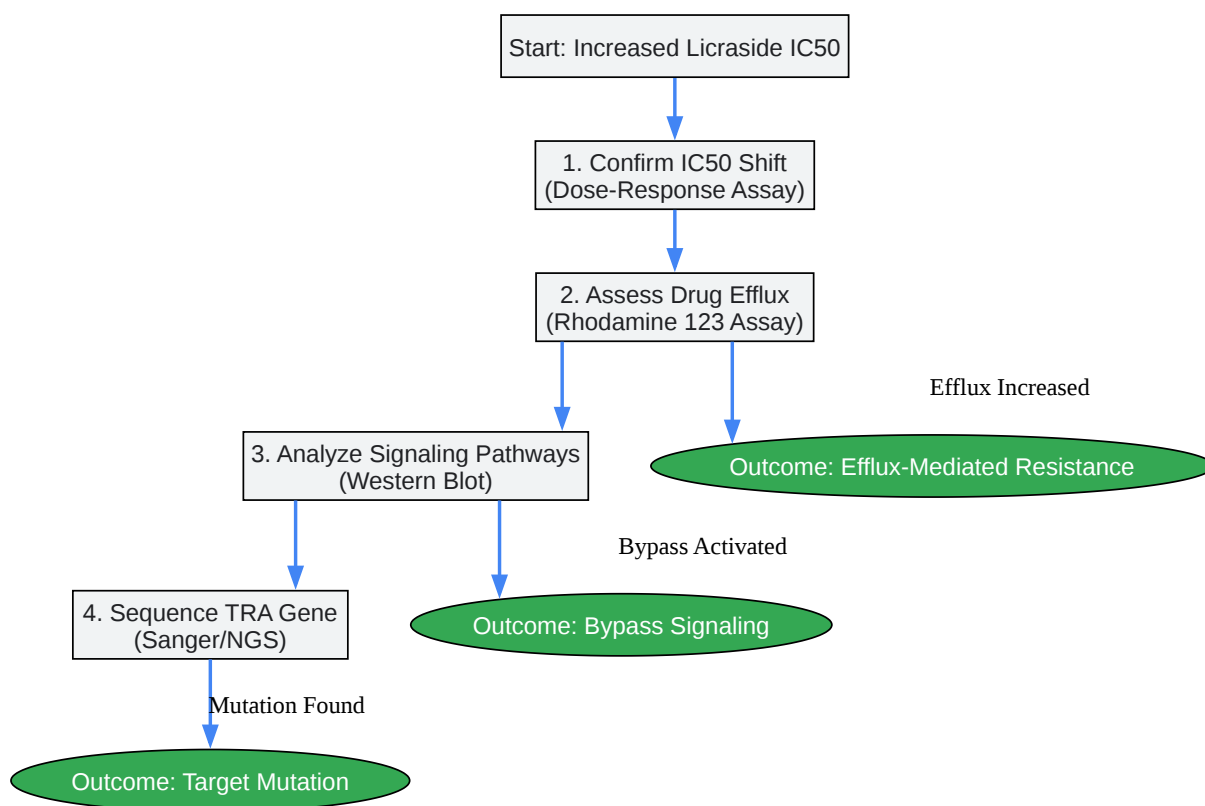 Start: Increased Licraside IC50
1. Confirm IC50 Shift
(Dose-Response Assay)
2. Assess Drug Efflux
(Rhodamine 123 Assay)
Efflux Increased
3. Analyze Signaling Pathways
(Western Blot)
Outcome: Efflux-Mediated Resistance
Bypass Activated
4. Sequence TRA Gene
(Sanger/NGS)
Outcome: Bypass Signaling
Mutation Found
Outcome: Target Mutation